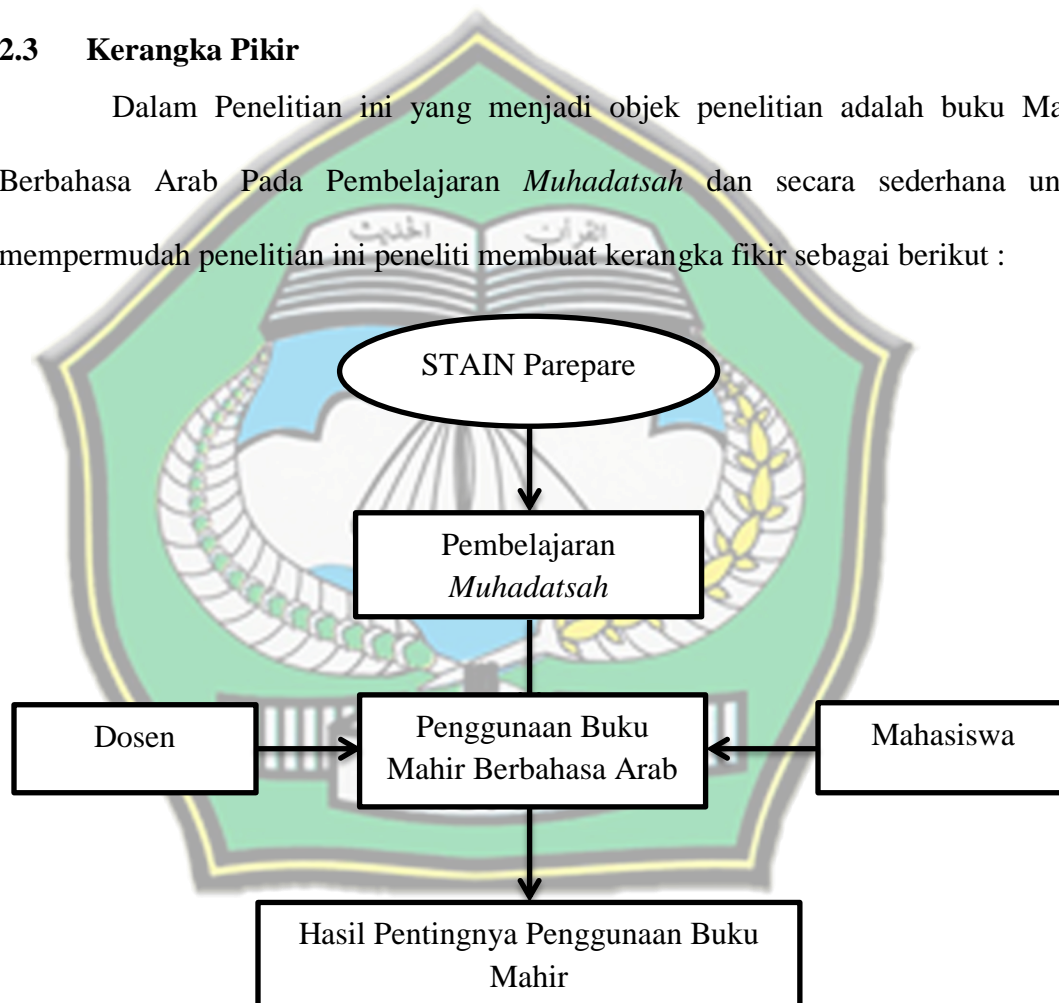 2.3 Kerangka Pikir
Dalam Penelitian ini yang menjadi objek penelitian adalah buku Ma
Berbahasa Arab Pada Pembelajaran Muhadatsah dan secara sederhana un
القرآن الحديث
mempermudah penelitian ini peneliti membuat kerangka fikir sebagai berikut :
STAIN Parepare
Pembelajaran
Muhadatsah
Dosen
Penggunaan Buku
Mahir Berbahasa Arab
Mahasiswa
Hasil Pentingnya Penggunaan Buku
Mahir